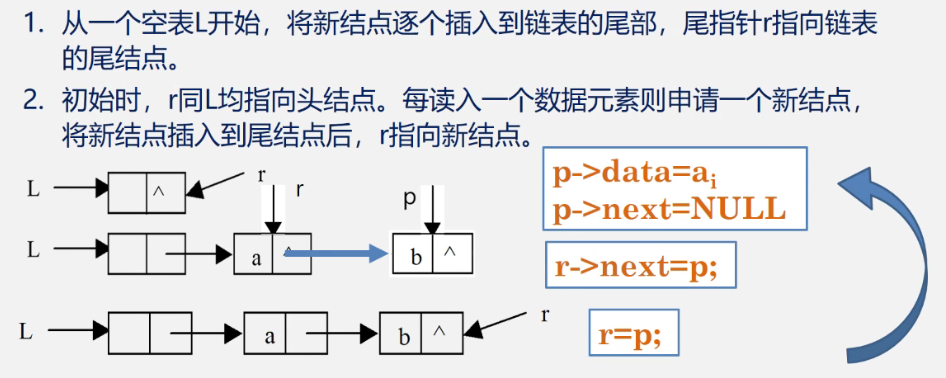 1. 从一个空表L开始，将新结点逐个插入到链表的尾部，尾指针r指向链表
的尾结点。
2. 初始时，r同L均指向头结点。每读入一个数据元素则申请一个新结点，
将新结点插入到尾结点后，r指向新结点。
L ^ r
r p
L a ^ b ^
L a b ^ r
p->data=aᵢ
p->next=NULL
r->next=p;
r=p;